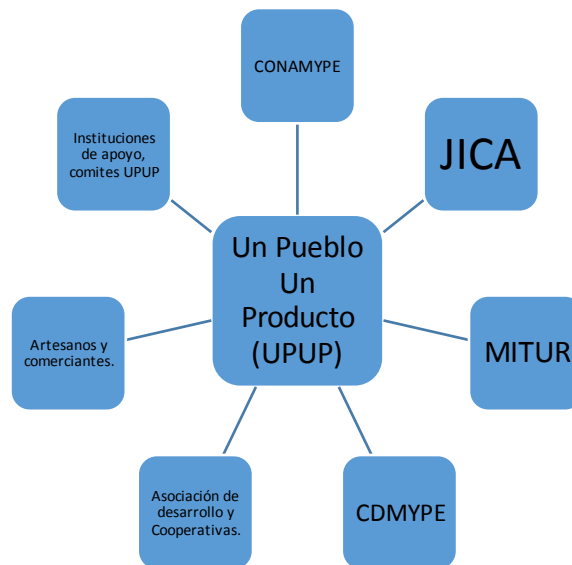 CONAMYPE
Instituciones
de apoyo,
comites UPUP
JICA
Un Pueblo
Un
Producto
(UPUP)
Artesanos y
comerciantes.
MITUR
Asociación de
desarrollo y
Cooperativas.
CDMYPE